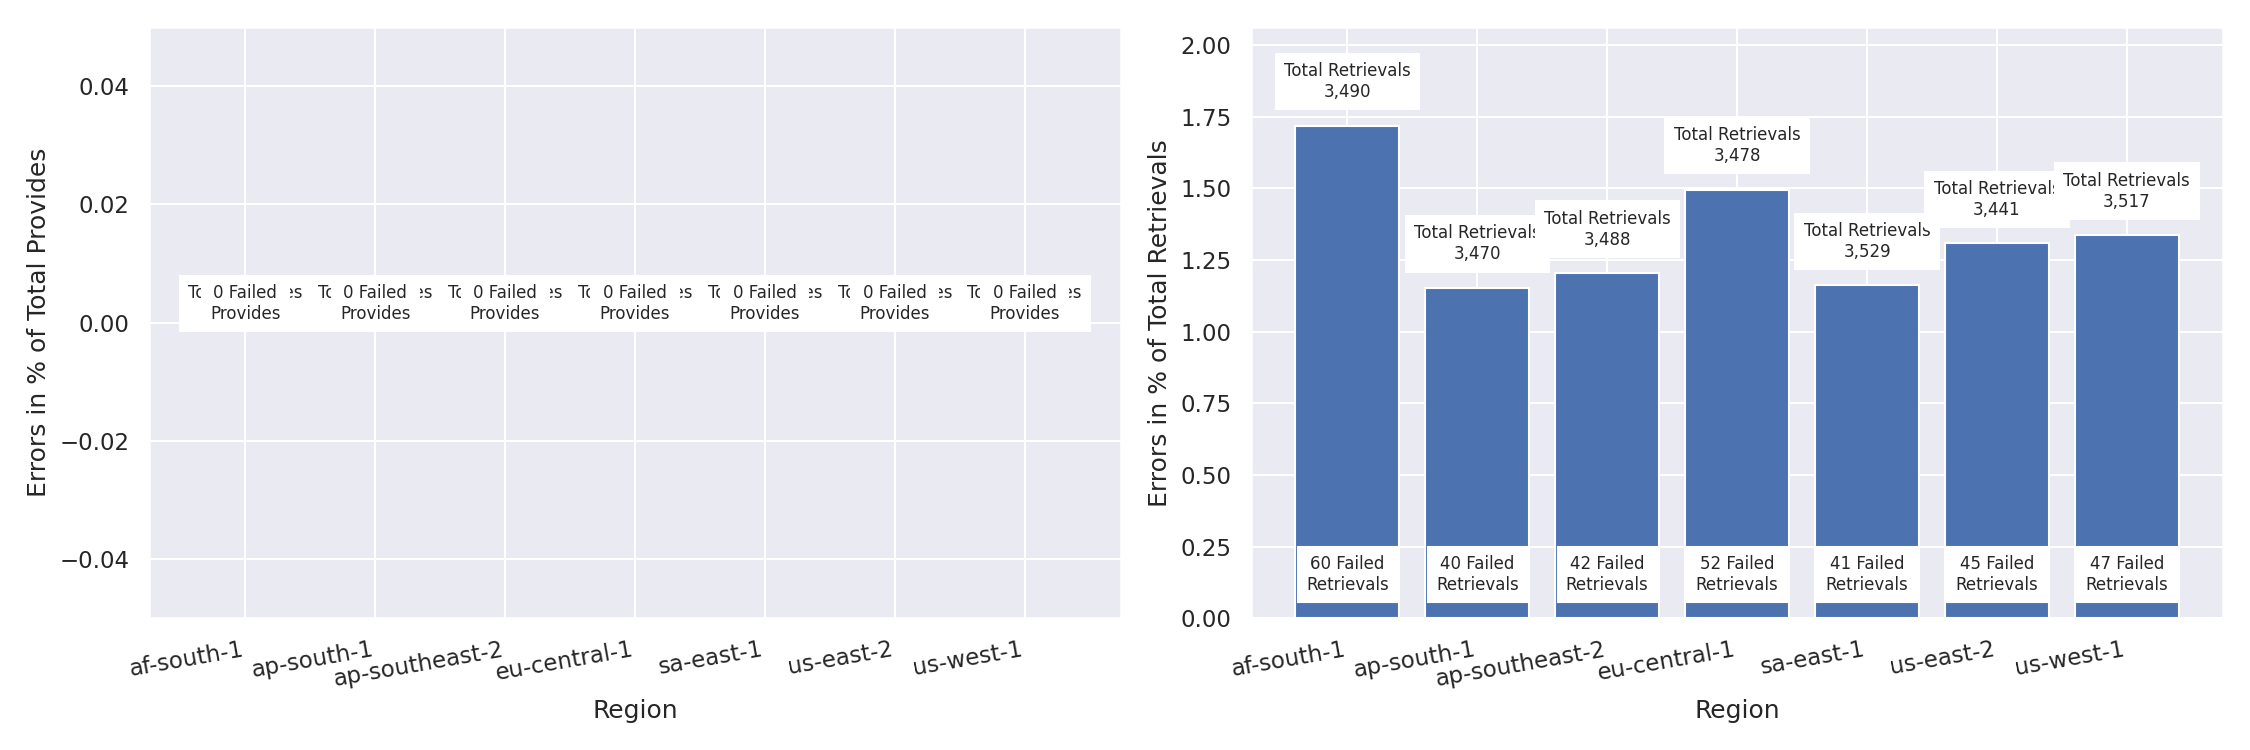 Errors in % of Total Provides
0.04
0.02
0.00
−0.02
−0.04
0 Failed
Provides
0 Failed
Provides
0 Failed
Provides
0 Failed
Provides
0 Failed
Provides
0 Failed
Provides
0 Failed
Provides
af-south-1
ap-south-1
ap-southeast-2
eu-central-1
sa-east-1
us-east-2
us-west-1
Region
Errors in % of Total Retrievals
2.00
1.75
1.50
1.25
1.00
0.75
0.50
0.25
0.00
Total Retrievals
3,490
Total Retrievals
3,470
Total Retrievals
3,488
Total Retrievals
3,478
Total Retrievals
3,529
Total Retrievals
3,441
Total Retrievals
3,517
60 Failed
Retrievals
40 Failed
Retrievals
42 Failed
Retrievals
52 Failed
Retrievals
41 Failed
Retrievals
45 Failed
Retrievals
47 Failed
Retrievals
af-south-1
ap-south-1
ap-southeast-2
eu-central-1
sa-east-1
us-east-2
us-west-1
Region